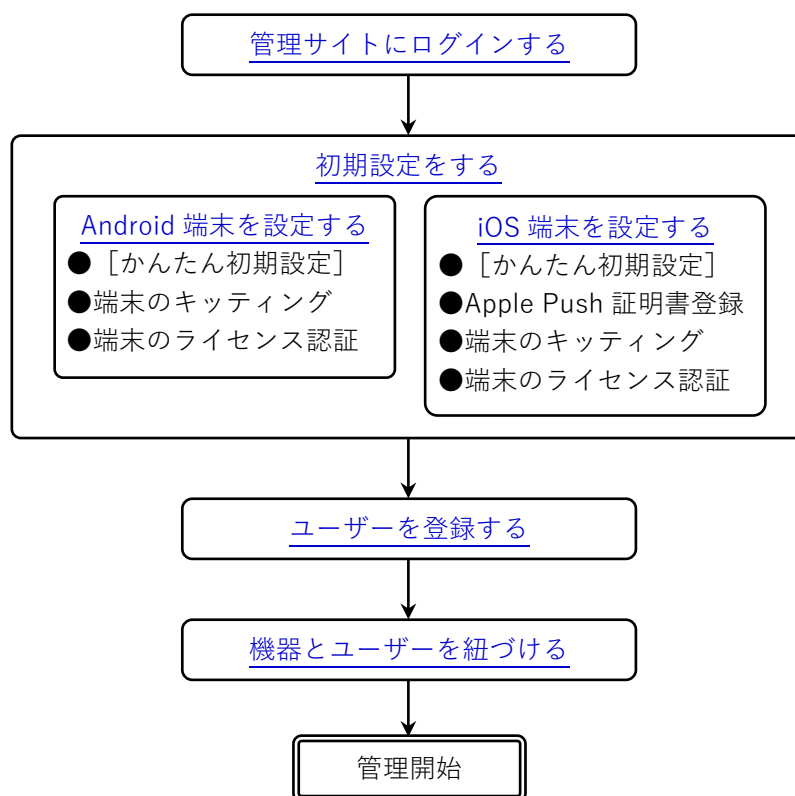 管理サイトにログインする
初期設定をする
Android 端末を設定する
●［かんたん初期設定］
●端末のキッティング
●端末のライセンス認証
iOS 端末を設定する
●［かんたん初期設定］
●Apple Push 証明書登録
●端末のキッティング
●端末のライセンス認証
ユーザーを登録する
機器とユーザーを紐づける
管理開始